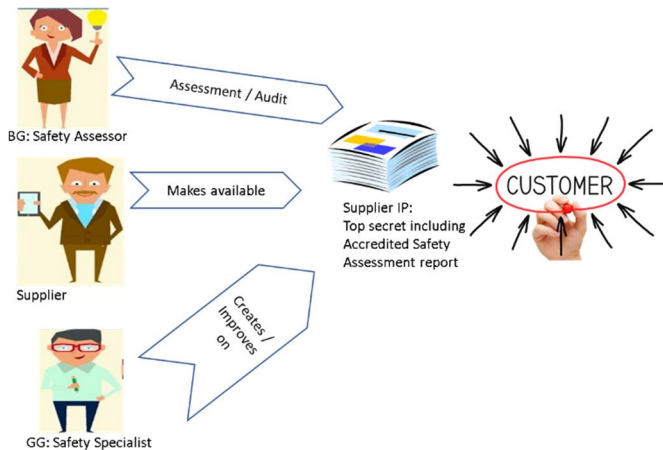 Assessment / Audit
BG: Safety Assessor
Makes available
CUSTOMER
Supplier IP:
Top secret including
Accredited Safety
Assessment report
Supplier
Creates /
Improves
on
GG: Safety Specialist